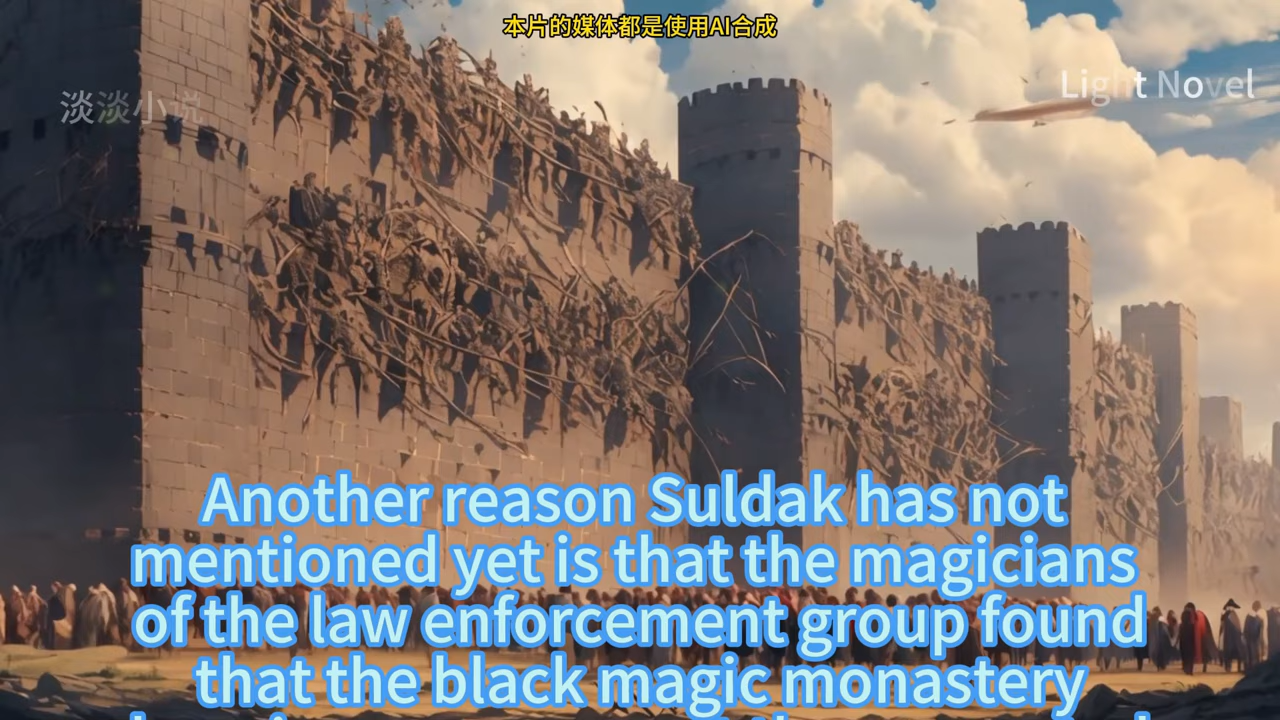 本片的媒体都是使用AI合成
淡淡小说
Light Novel
Another reason Suldak has not
mentioned yet is that the magicians
of the law enforcement group found
that the black magic monastery